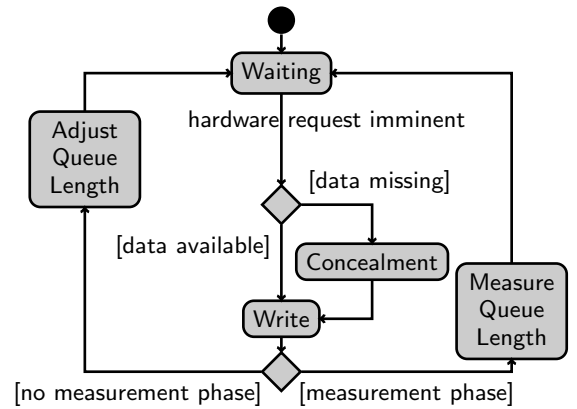 Waiting
hardware request imminent
Adjust
Queue
Length
[data missing]
[data available]
Concealment
Measure
Queue
Length
Write
[no measurement phase]
[measurement phase]